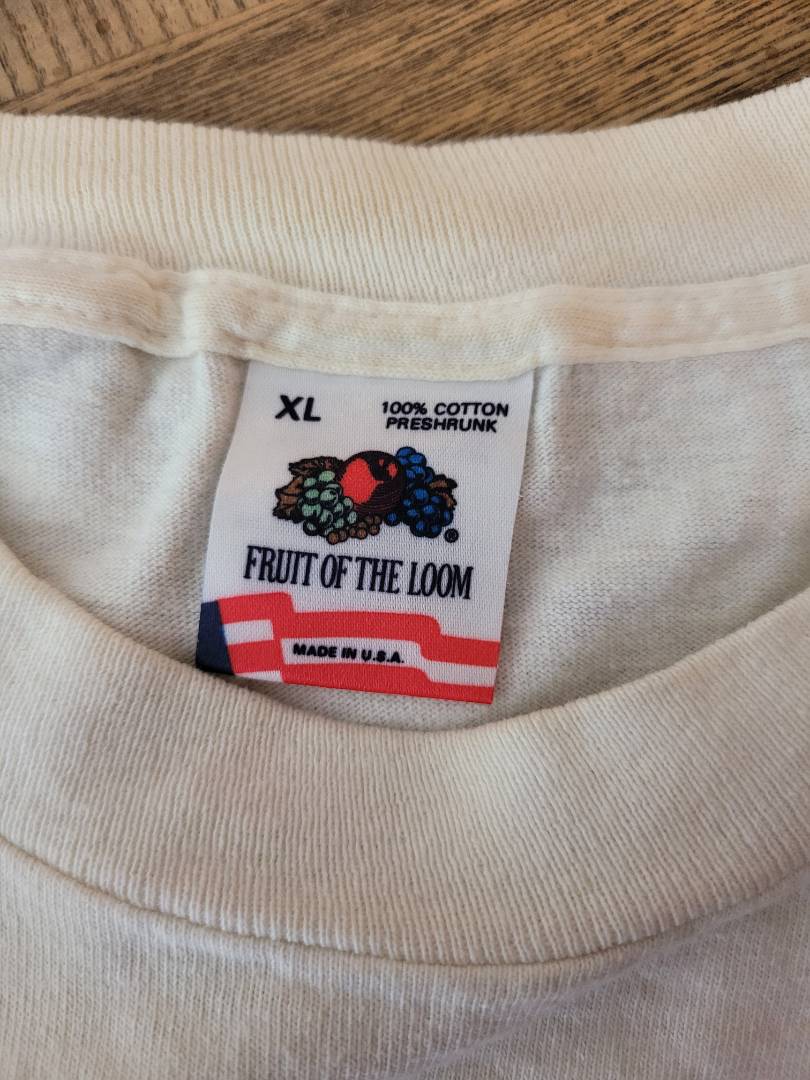 XL
100% COTTON
PRESHRUNK
®
FRUIT OF THE LOOM
MADE IN U.S.A.